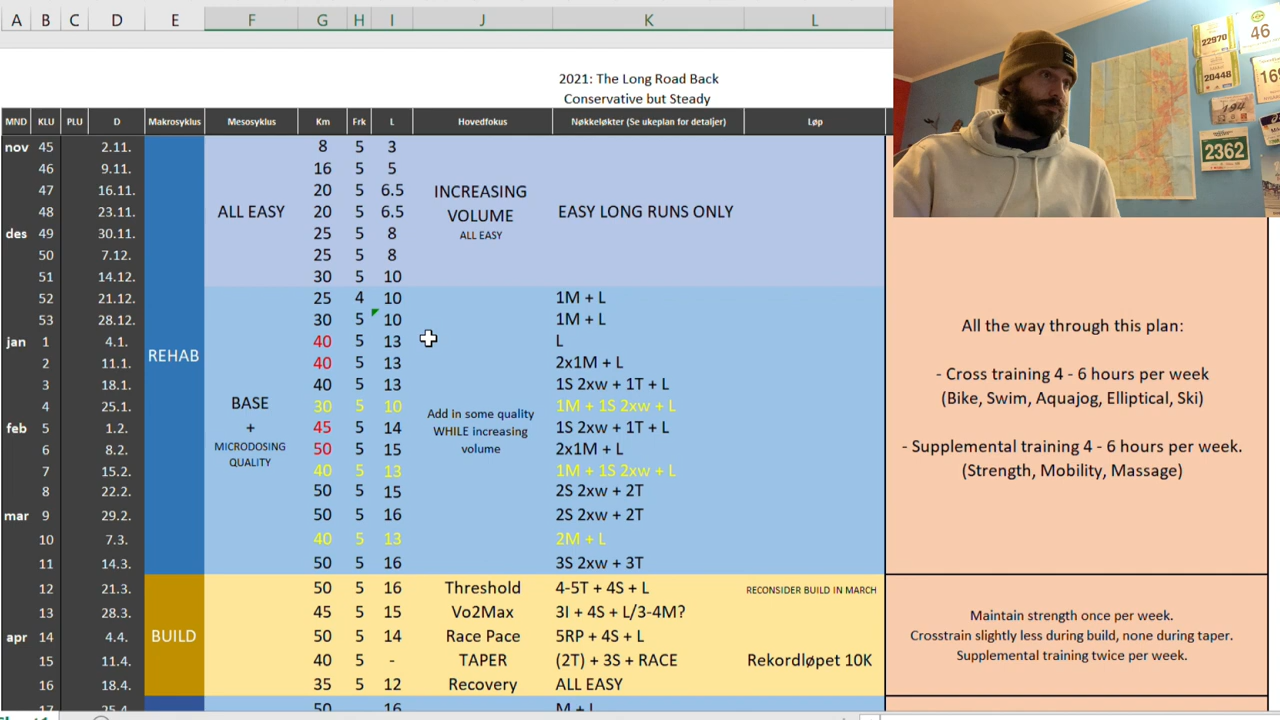 A B C D E F G H I J K L
2021: The Long Road Back
Conservative but Steady
MND KLU PLU D Makrosyklus Mesosyklus Km Frk L Hovedfokus Nøkkeløkter (Se ukeplan for detaljer) Løp
nov 45 2.11. 8 5 3
46 9.11. 16 5 5
47 16.11. 20 5 6.5 INCREASING
48 23.11. ALL EASY 20 5 6.5 VOLUME EASY LONG RUNS ONLY
des 49 30.11. 25 5 8 ALL EASY
50 7.12. 25 5 8
51 14.12. 30 5 10
52 21.12. 25 4 10 1M + L
53 28.12. 30 5 10 1M + L
jan 1 4.1. REHAB 40 5 13 L
2 11.1. 40 5 13 2x1M + L
3 18.1. 40 5 13 1S 2xw + 1T + L
4 25.1. BASE 30 5 10 1M + 1S 2xw + L
feb 5 1.2. + 45 5 14 Add in some quality 1S 2xw + 1T + L
6 8.2. MICRODOSING 50 5 15 WHILE increasing 2x1M + L
7 15.2. QUALITY 40 5 13 volume 1M + 1S 2xw + L
8 22.2. 50 5 15 2S 2xw + 2T
mar 9 29.2. 50 5 16 2S 2xw + 2T
10 7.3. 40 5 13 2M + L
11 14.3. 50 5 16 3S 2xw + 3T
12 21.3. 50 5 16 Threshold 4-5T + 4S + L RECONSIDER BUILD IN MARCH
13 28.3. 45 5 15 Vo2Max 3I + 4S + L/3-4M?
apr 14 4.4. BUILD 50 5 14 Race Pace 5RP + 4S + L
15 11.4. 40 5 - TAPER (2T) + 3S + RACE Rekordløpet 10K
16 18.4. 35 5 12 Recovery ALL EASY
17 25.4. 50 16 M + L
All the way through this plan:
- Cross training 4 - 6 hours per week
(Bike, Swim, Aquajog, Elliptical, Ski)
- Supplemental training 4 - 6 hours per week.
(Strength, Mobility, Massage)
Maintain strength once per week.
Crosstrain slightly less during build, none during taper.
Supplemental training twice per week.
22970
46
20448
194
2362